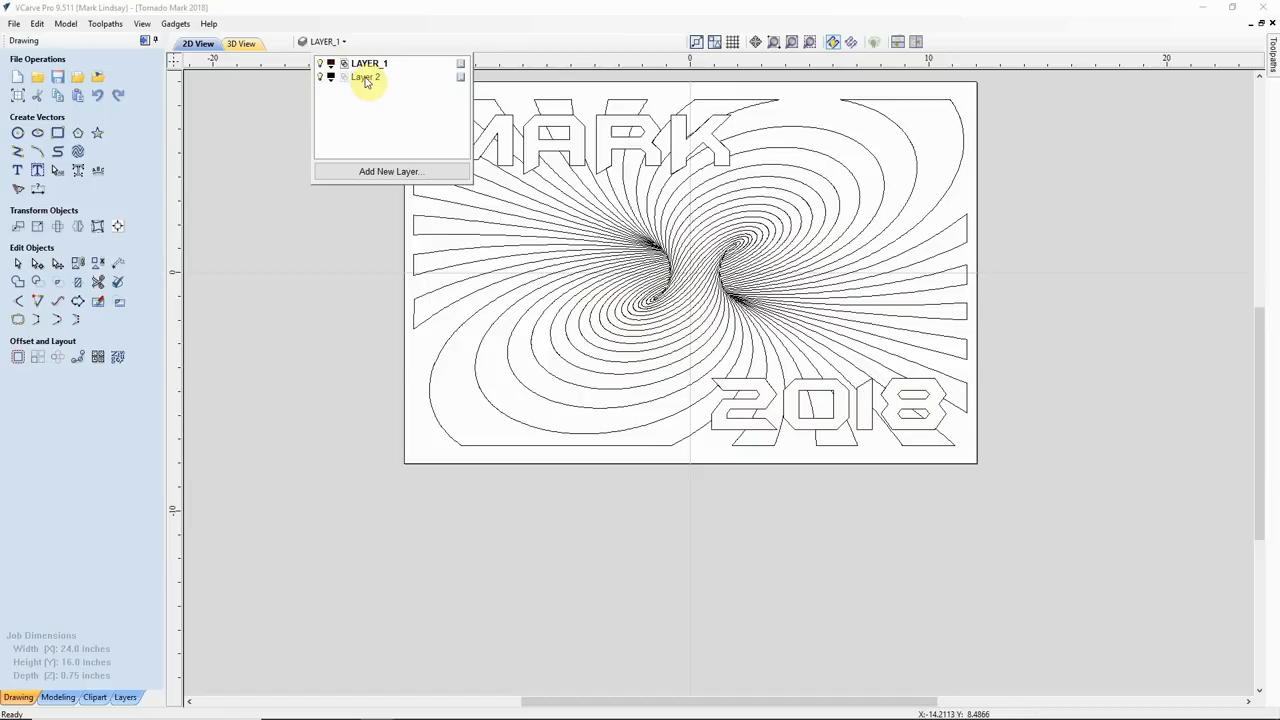 VCarve Pro 9.511 {Mark Lindsay} - [Tornado Mark 2018]
File Edit Model Toolpaths View Gadgets Help
Drawing
2D View
3D View
LAYER_1
-20
0
10
20
Toolpaths
File Operations
LAYER_1
Layer 2
Add New Layer...
Create Vectors
MARK
Transform Objects
Edit Objects
0
Offset and Layout
2018
Job Dimensions
Width (X): 24.0 inches
Height (Y): 16.0 inches
Depth (Z): 0.75 inches
Drawing
Modeling
Clipart
Layers
Ready
X:-14.2113 Y: 8.4866